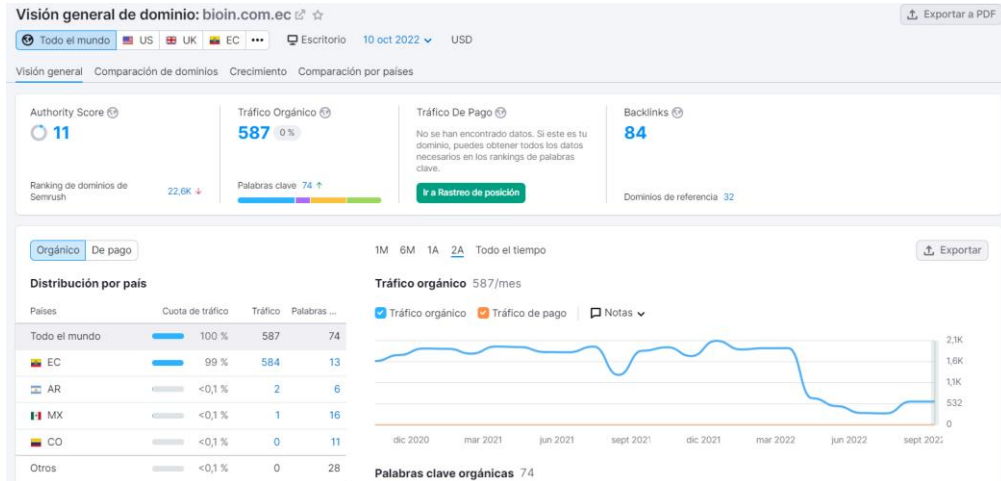 Visión general de dominio: bioin.com.ec
Exportar a PDF
Todo el mundo US UK EC ••• Escritorio 10 oct 2022 USD
Visión general Comparación de dominios Crecimiento Comparación por países
Authority Score
11
Ranking de dominios de Semrush 22,6K ↓
Tráfico Orgánico
587 0 %
Palabras clave 74 ↑
Tráfico De Pago
No se han encontrado datos. Si este es tu
dominio, puedes obtener todos los datos
necesarios en los rankings de palabras
clave.
Ir a Rastreo de posición
Backlinks
84
Dominios de referencia 32
Orgánico De pago
Distribución por país
Países Cuota de tráfico Tráfico Palabras ...
Todo el mundo 100 % 587 74
EC 99 % 584 13
AR <0,1 % 2 6
MX <0,1 % 1 16
CO <0,1 % 0 11
Otros <0,1 % 0 28
1M 6M 1A 2A Todo el tiempo
Exportar
Tráfico orgánico 587/mes
Tráfico orgánico Tráfico de pago Notas
2,1K
1,6K
1,1K
532
0
dic 2020 mar 2021 jun 2021 sept 2021 dic 2021 mar 2022 jun 2022 sept 2022
Palabras clave orgánicas 74